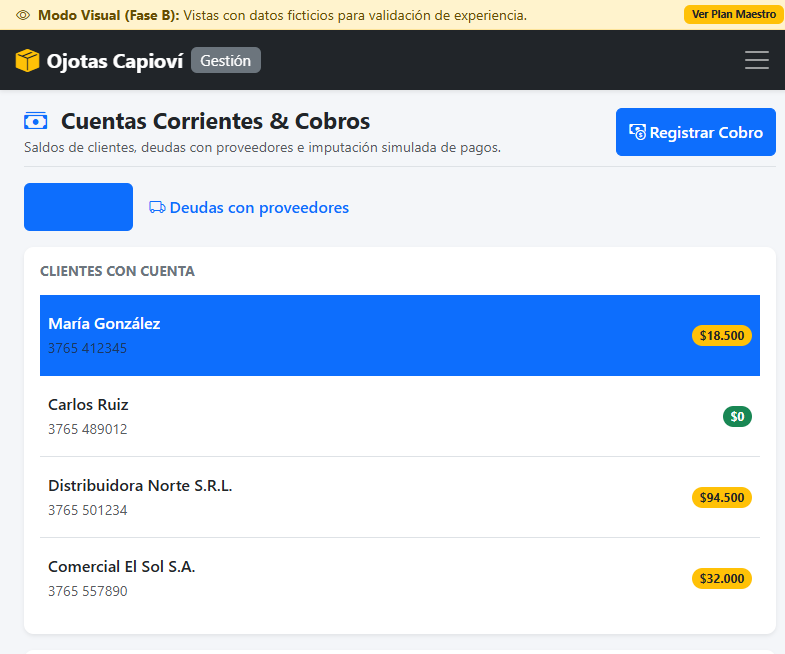 Modo Visual (Fase B): Vistas con datos ficticios para validación de experiencia.
Ver Plan Maestro
Ojotas Capioví
Gestión
Cuentas Corrientes & Cobros
Saldos de clientes, deudas con proveedores e imputación simulada de pagos.
Registrar Cobro
Deudas con proveedores
CLIENTES CON CUENTA
María González
3765 412345
$18.500
Carlos Ruiz
3765 489012
$0
Distribuidora Norte S.R.L.
3765 501234
$94.500
Comercial El Sol S.A.
3765 557890
$32.000